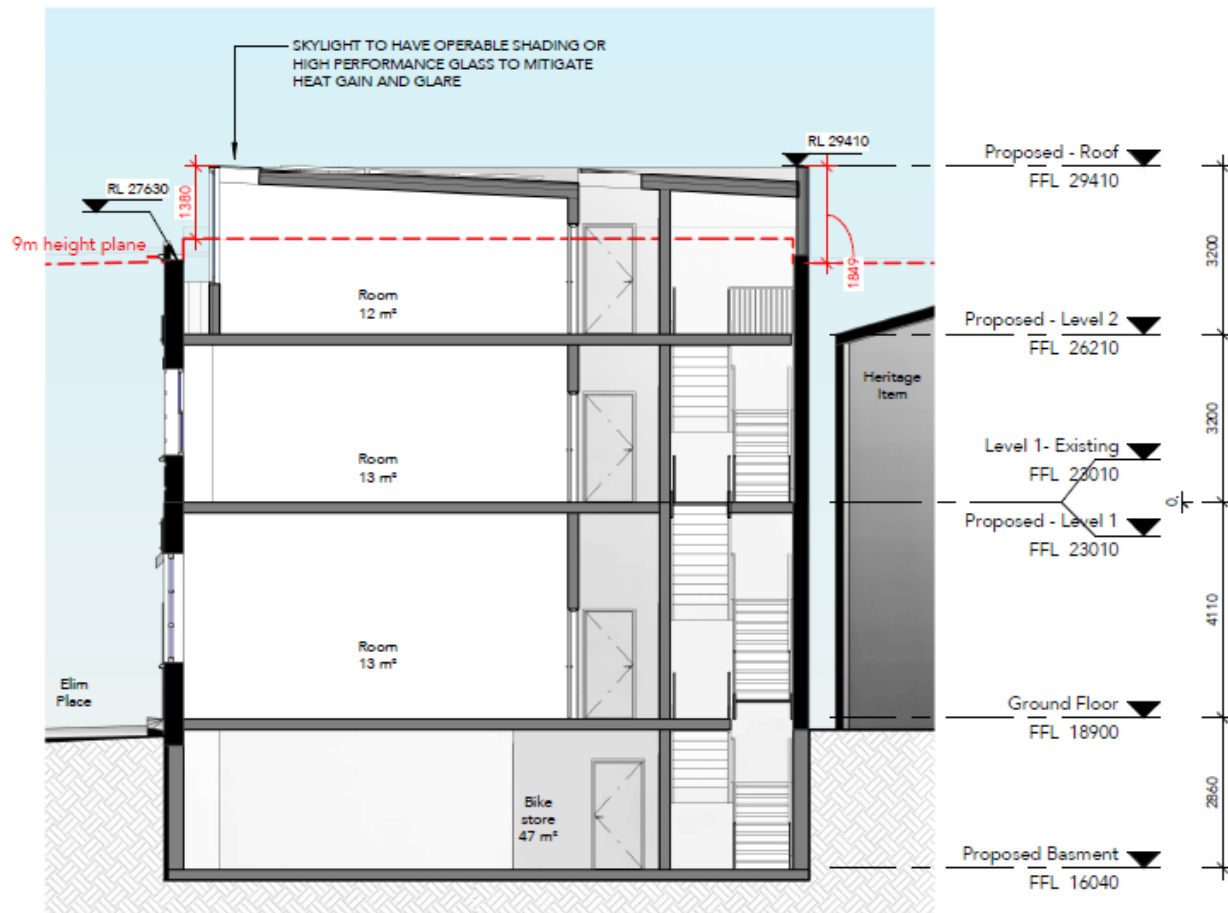 SKYLIGHT TO HAVE OPERABLE SHADING OR
HIGH PERFORMANCE GLASS TO MITIGATE
HEAT GAIN AND GLARE
RL 29410
Proposed - Roof
FFL 29410
RL 27630
1380
9m height plane
1849
3200
Room
12 m²
Proposed - Level 2
FFL 26210
Heritage
Item
3200
Level 1- Existing
FFL 23010
Room
13 m²
0.
Proposed - Level 1
FFL 23010
4110
Room
13 m²
Elim
Place
Ground Floor
FFL 18900
2860
Bike
store
47 m²
Proposed Basment
FFL 16040